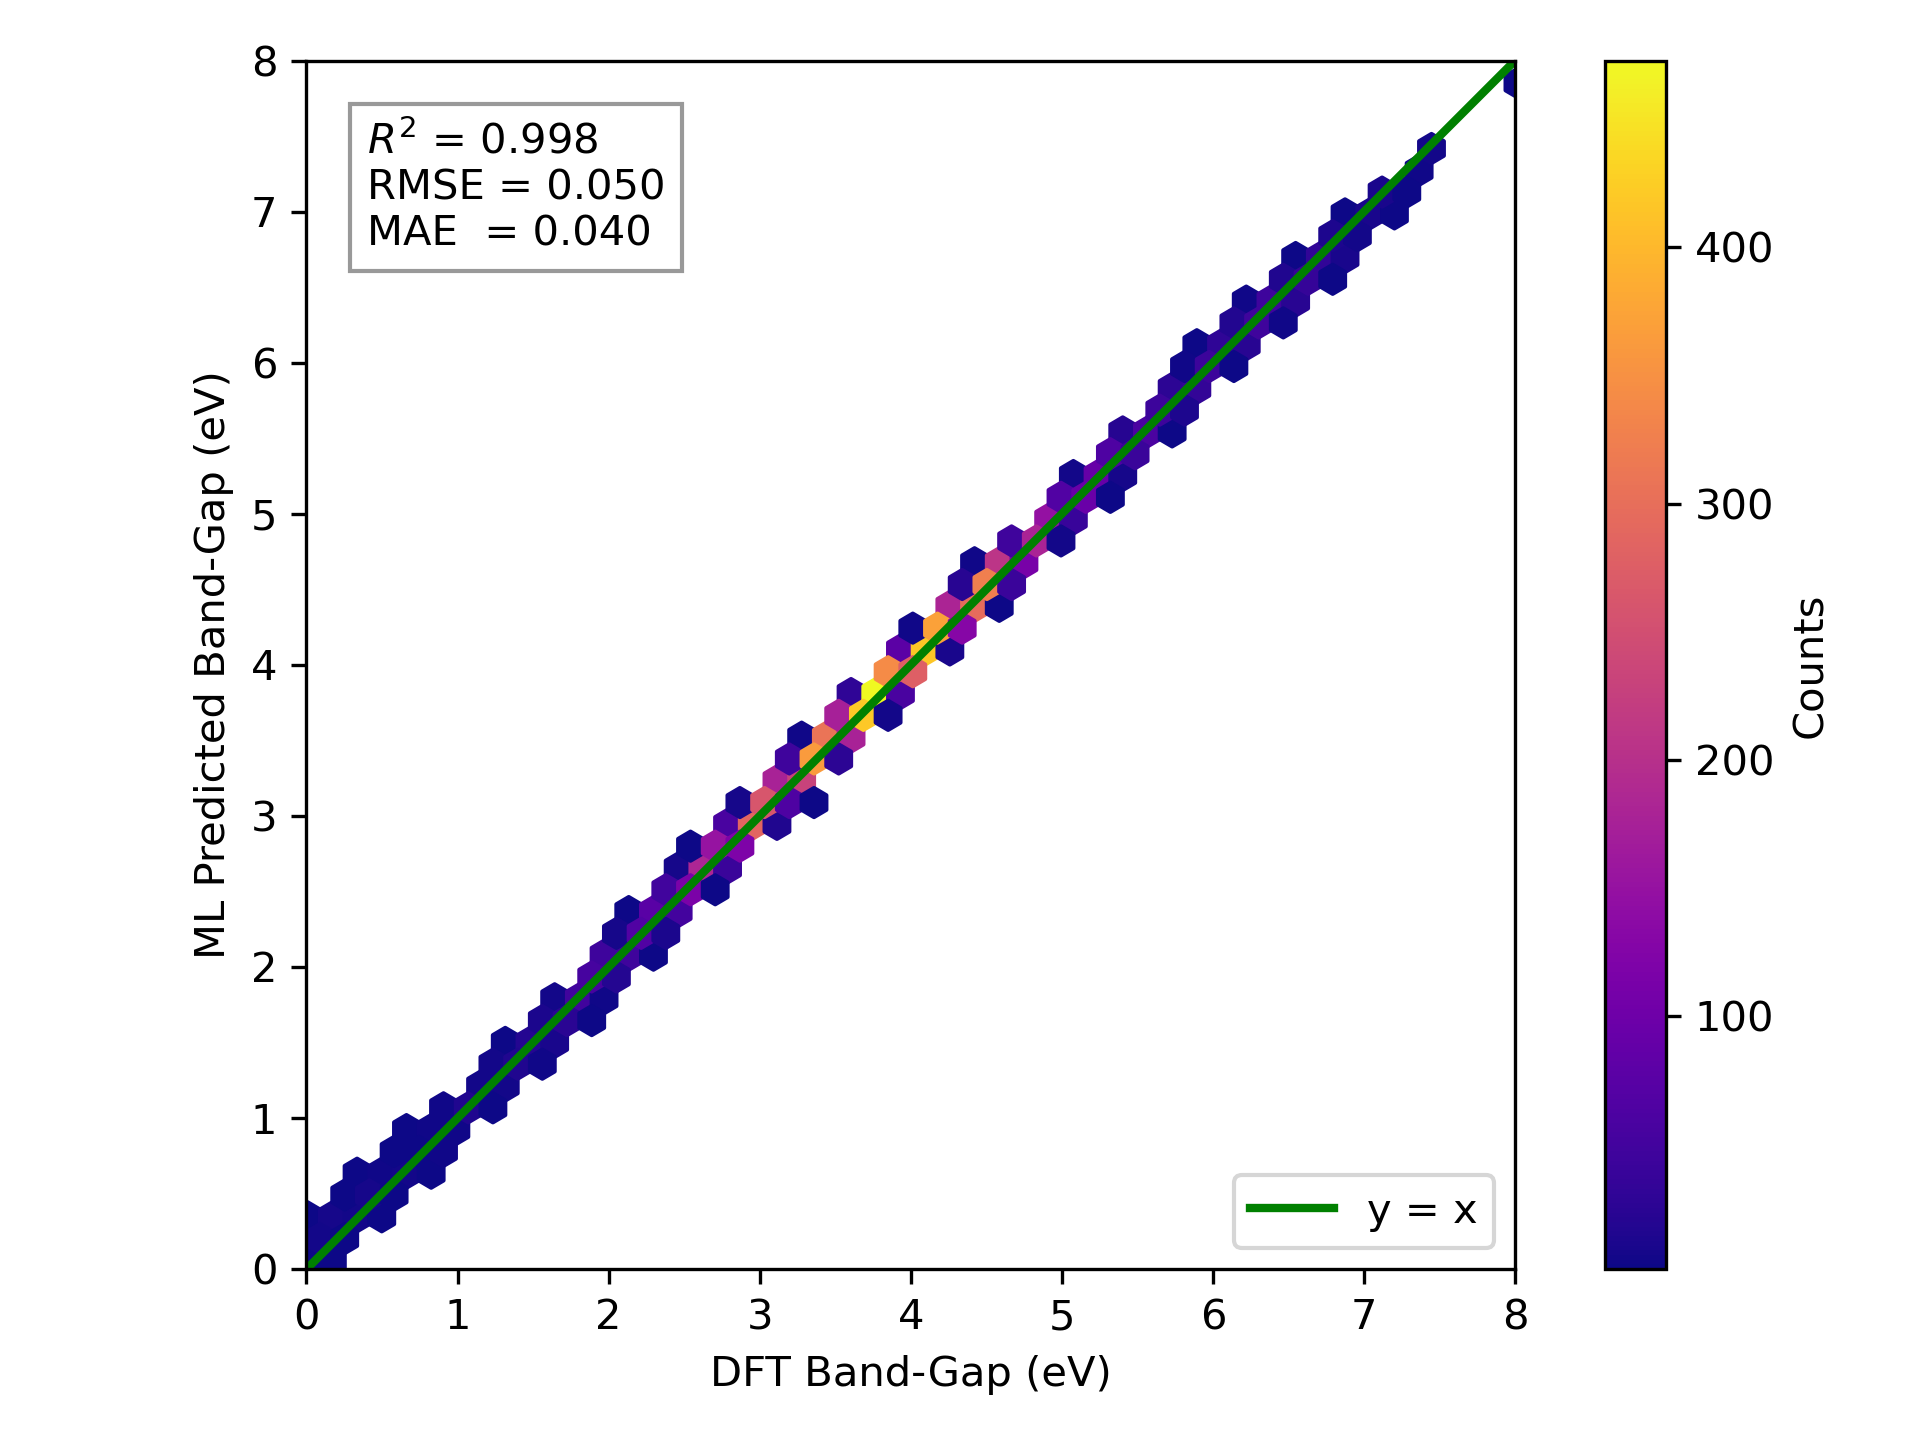 R² = 0.998
RMSE = 0.050
MAE = 0.040
8
7
6
5
4
3
2
1
0
ML Predicted Band-Gap (eV)
0 1 2 3 4 5 6 7 8
DFT Band-Gap (eV)
y = x
400
300
200
100
Counts